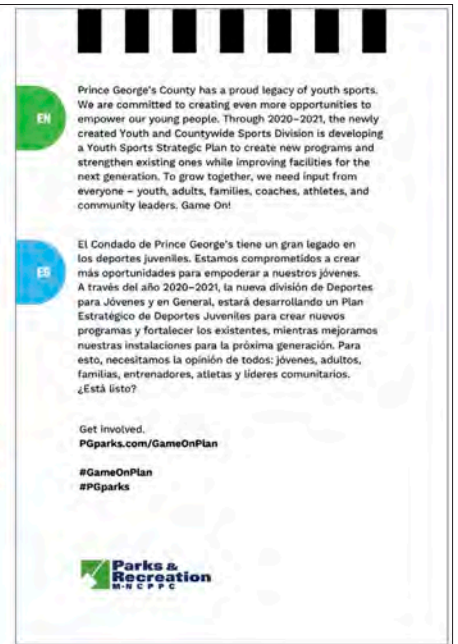 EN
Prince George's County has a proud legacy of youth sports.
We are committed to creating even more opportunities to
empower our young people. Through 2020–2021, the newly
created Youth and Countywide Sports Division is developing
a Youth Sports Strategic Plan to create new programs and
strengthen existing ones while improving facilities for the
next generation. To grow together, we need input from
everyone – youth, adults, families, coaches, athletes, and
community leaders. Game On!
ES
El Condado de Prince George's tiene un gran legado en
los deportes juveniles. Estamos comprometidos a crear
más oportunidades para empoderar a nuestros jóvenes.
A través del año 2020–2021, la nueva división de Deportes
para Jóvenes y en General, estará desarrollando un Plan
Estratégico de Deportes Juveniles para crear nuevos
programas y fortalecer los existentes, mientras mejoramos
nuestras instalaciones para la próxima generación. Para
esto, necesitamos la opinión de todos: jóvenes, adultos,
familias, entrenadores, atletas y líderes comunitarios.
¿Está listo?
Get involved.
PGparks.com/GameOnPlan
#GameOnPlan
#PGparks
Parks &
Recreation
M-NCPPC